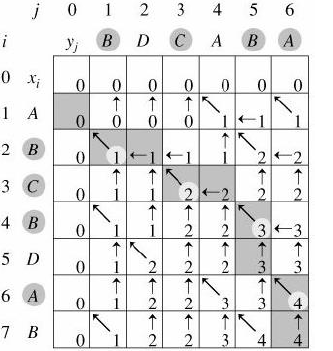 j 0 1 2 3 4 5 6
i y_j B D C A B A
0 x_i 0 0 0 0 0 0 0
1 A 0 ↑0 ↑0 ↑0 ↖1 ←1 ↖1
2 B 0 ↖1 ←1 ←1 ↑1 ↖2 ←2
3 C 0 ↑1 ↑1 ↖2 ←2 ↑2 ↑2
4 B 0 ↖1 ↑1 ↑2 ↑2 ↖3 ←3
5 D 0 ↑1 ↖2 ↑2 ↑2 ↑3 ↑3
6 A 0 ↑1 ↑2 ↑2 ↖3 ↑3 ↖4
7 B 0 ↖1 ↑2 ↑2 ↑3 ↖4 ↑4